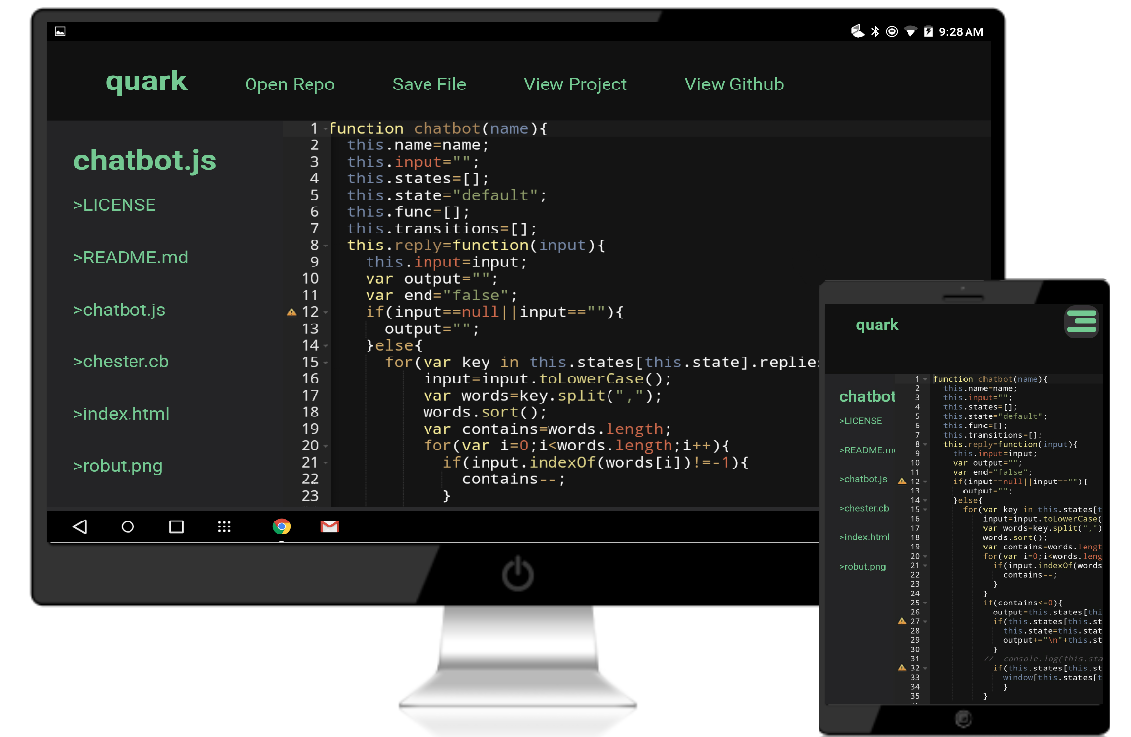 9:28 AM
quark Open Repo Save File View Project View Github
chatbot.js
>LICENSE
>README.md
>chatbot.js
>chester.cb
>index.html
>robut.png
1 function chatbot(name){
2 this.name=name;
3 this.input="";
4 this.states=[];
5 this.state="default";
6 this.func=[];
7 this.transitions=[];
8 this.reply=function(input){
9 this.input=input;
10 var output="";
11 var end="false";
12 if(input==null||input==""){
13 output="";
14 }else{
15 for(var key in this.states[this.state].replies
16 input=input.toLowerCase();
17 var words=key.split(",");
18 words.sort();
19 var contains=words.length;
20 for(var i=0;i<words.length;i++){
21 if(input.indexOf(words[i])!=-1){
22 contains--;
23 }
quark
chatbot
>LICENSE
>README.m
>chatbot.js
>chester.cb
>index.html
>robut.png
1 function chatbot(name){
2 this.name=name;
3 this.input="";
4 this.states=[];
5 this.state="default";
6 this.func=[];
7 this.transitions=[];
8 this.reply=function(input){
9 this.input=input;
10 var output="";
11 var end="false";
12 if(input==null||input==""){
13 output="";
14 }else{
15 for(var key in this.states[t
16 input=input.toLowerCase(
17 var words=key.split(",")
18 words.sort();
19 var contains=words.lengt
20 for(var i=0;i<words.leng
21 if(input.indexOf(words
22 contains--;
23 }
24 }
25 if(contains<=0){
26 output=this.states[thi
27 if(this.states[this.st
28 this.state=this.stat
29 output+="\n"+this.st
30 }
31 // console.log(this.sta
32 if(this.states[this.st
33 window[this.states[t
34 }
35 }